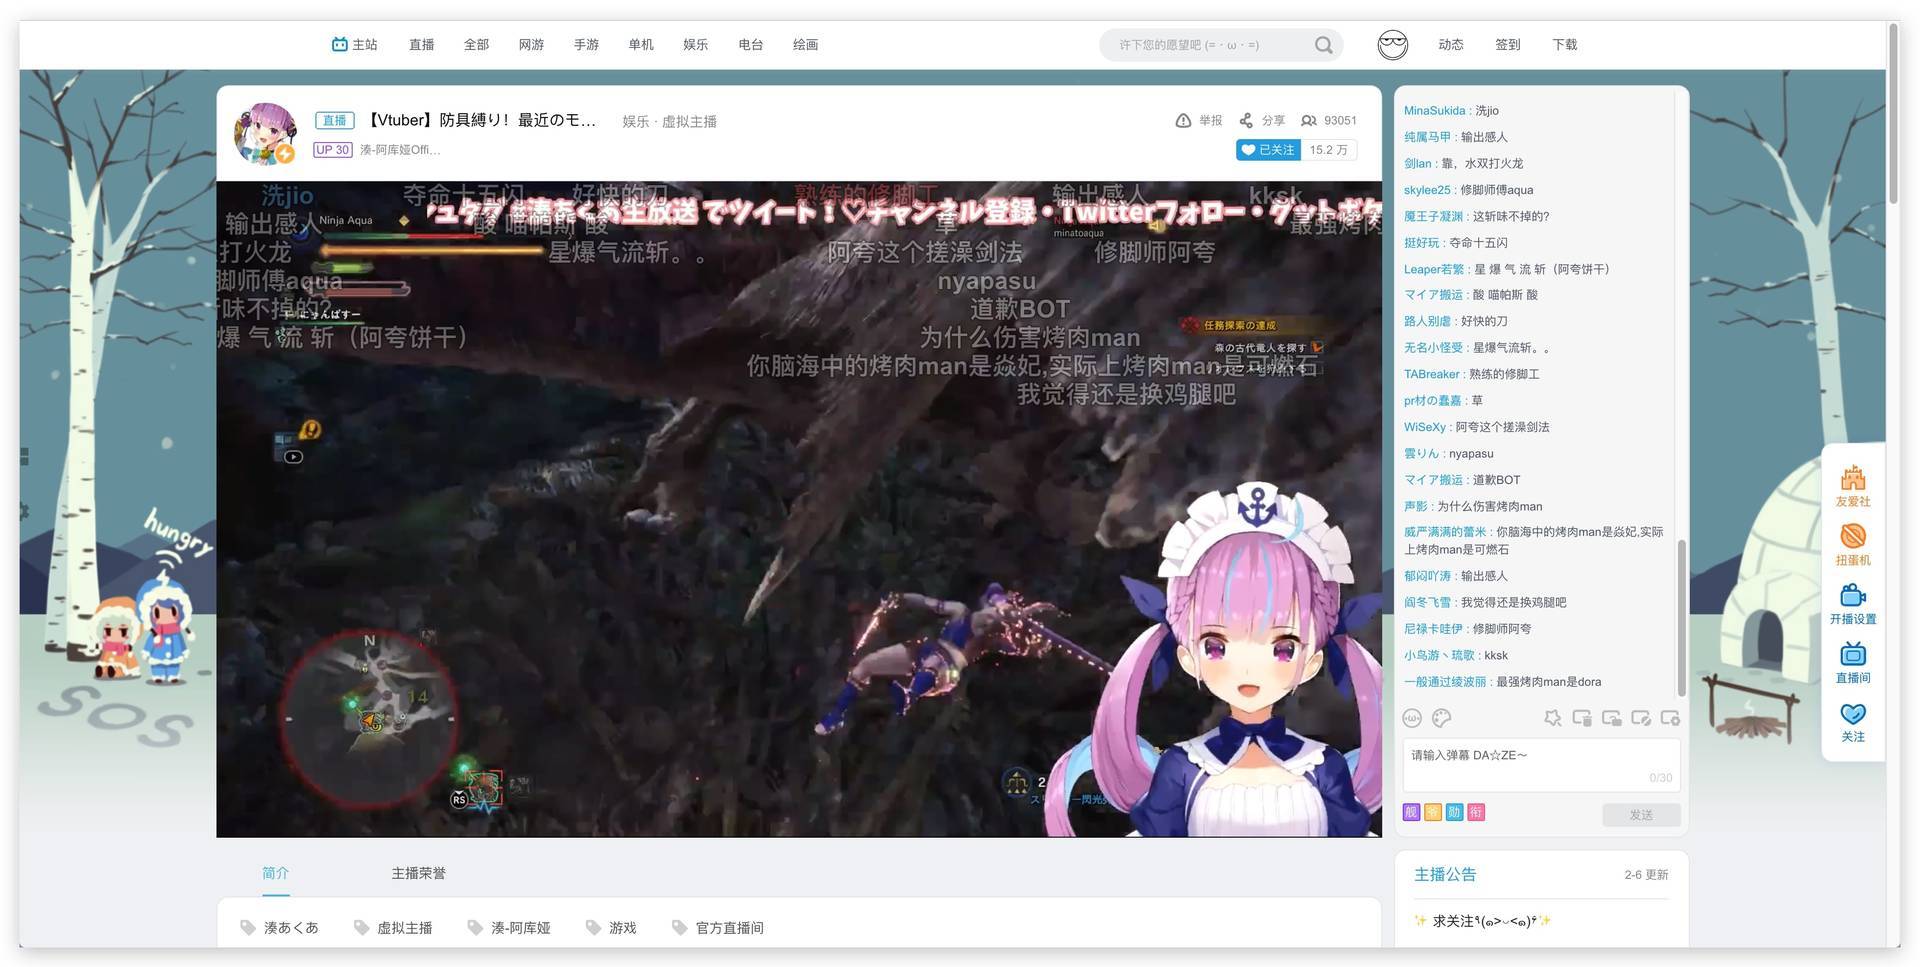 主站 直播 全部 网游 手游 单机 娱乐 电台 绘画
许下您的愿望吧 (=・ω・=)
动态 签到 下载
直播 【Vtuber】防具縛り！最近のモ… 娱乐 · 虚拟主播
举报 分享 93051
UP 30 湊-阿库娅Offi…
已关注 15.2 万
洗jio 夺命十五闪 好快的刀 熟练的修脚工 输出感人 kksk
#湊あくあ生放送 でツイート！♡チャンネル登録・Twitterフォロー・
输出感人 Ninja Aqua 酸 喵帕斯 酸 草 最强烤肉
minatoaqua
打火龙 星爆气流斩。。 阿夸这个搓澡剑法 修脚师阿夸
脚师傅aqua nyapasu
味不掉的? 道歉BOT
にゃんぱすー
任務探索の達成
爆 气 流 斩（阿夸饼干） 为什么伤害烤肉man
森の古代竜人を探す
你脑海中的烤肉man是焱妃,实际上烤肉man是可燃石
我觉得还是换鸡腿吧
hungry
SOS
N
14
RS
2
MinaSukida : 洗jio
纯属马甲 : 输出感人
剑lan : 靠，水双打火龙
skylee25 : 修脚师傅aqua
魇王子凝渊 : 这斩味不掉的?
挺好玩 : 夺命十五闪
Leaper若繁 : 星 爆 气 流 斩（阿夸饼干）
マイア搬运 : 酸 喵帕斯 酸
路人别虐 : 好快的刀
无名小怪受 : 星爆气流斩。。
TABreaker : 熟练的修脚工
pr材の蠢嘉 : 草
WiSeXy : 阿夸这个搓澡剑法
雲りん : nyapasu
マイア搬运 : 道歉BOT
声影 : 为什么伤害烤肉man
威严满满的蕾米 : 你脑海中的烤肉man是焱妃,实际
上烤肉man是可燃石
郁闷吖涛 : 输出感人
阎冬飞雪 : 我觉得还是换鸡腿吧
尼禄卡哇伊 : 修脚师阿夸
小鸟游丶琉歌 : kksk
一般通过绫波丽 : 最强烤肉man是dora
请输入弹幕 DA☆ZE～
0/30
舰 爷 勋 衔
发送
友爱社
扭蛋机
开播设置
直播间
关注
简介 主播荣誉
湊あくあ 虚拟主播 湊-阿库娅 游戏 官方直播间
主播公告 2-6 更新
✨ 求关注٩(๑>◡<๑)۶✨